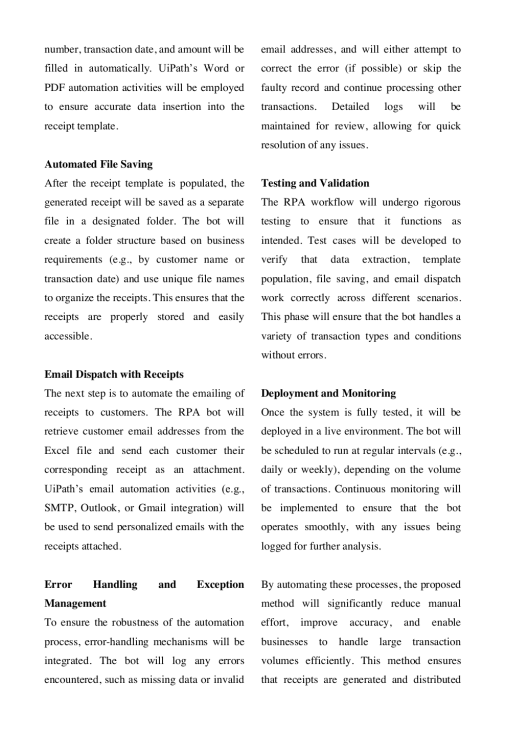 number, transaction date, and amount will be
filled in automatically. UiPath's Word or
PDF automation activities will be employed
to ensure accurate data insertion into the
receipt template.
Automated File Saving
After the receipt template is populated, the
generated receipt will be saved as a separate
file in a designated folder. The bot will
create a folder structure based on business
requirements (e.g., by customer name or
transaction date) and use unique file names
to organize the receipts. This ensures that the
receipts are properly stored and easily
accessible.
Email Dispatch with Receipts
The next step is to automate the emailing of
receipts to customers. The RPA bot will
retrieve customer email addresses from the
Excel file and send each customer their
corresponding receipt as an attachment.
UiPath's email automation activities (e.g.,
SMTP, Outlook, or Gmail integration) will
be used to send personalized emails with the
receipts attached.
Error Handling and Exception
Management
To ensure the robustness of the automation
process, error-handling mechanisms will be
integrated. The bot will log any errors
encountered, such as missing data or invalid
email addresses, and will either attempt to
correct the error (if possible) or skip the
faulty record and continue processing other
transactions. Detailed logs will be
maintained for review, allowing for quick
resolution of any issues.
Testing and Validation
The RPA workflow will undergo rigorous
testing to ensure that it functions as
intended. Test cases will be developed to
verify that data extraction, template
population, file saving, and email dispatch
work correctly across different scenarios.
This phase will ensure that the bot handles a
variety of transaction types and conditions
without errors.
Deployment and Monitoring
Once the system is fully tested, it will be
deployed in a live environment. The bot will
be scheduled to run at regular intervals (e.g.,
daily or weekly), depending on the volume
of transactions. Continuous monitoring will
be implemented to ensure that the bot
operates smoothly, with any issues being
logged for further analysis.
By automating these processes, the proposed
method will significantly reduce manual
effort, improve accuracy, and enable
businesses to handle large transaction
volumes efficiently. This method ensures
that receipts are generated and distributed